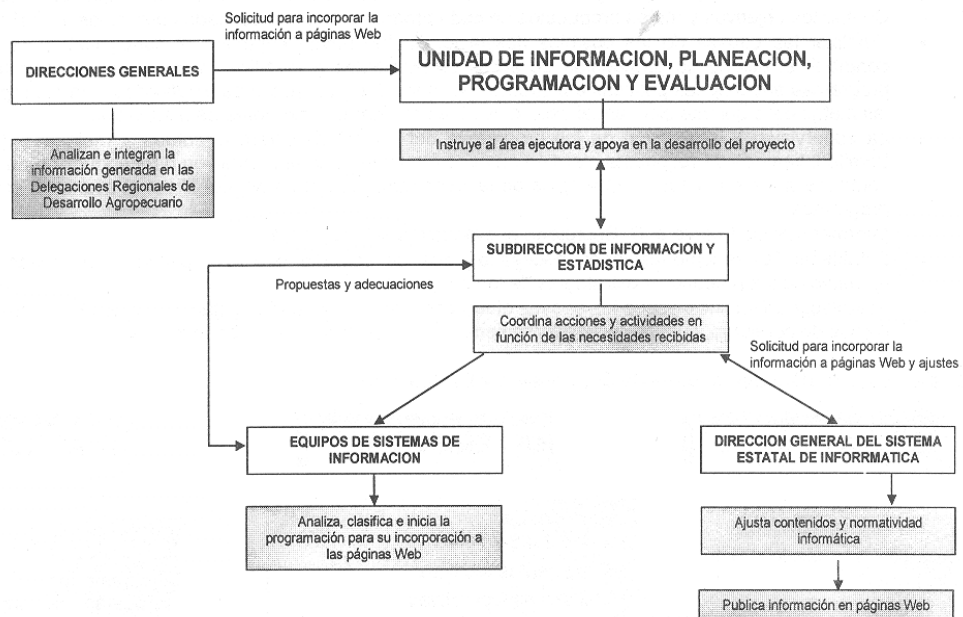 Solicitud para incorporar la
información a páginas Web
DIRECCIONES GENERALES
UNIDAD DE INFORMACION, PLANEACION,
PROGRAMACION Y EVALUACION
Analizan e integran la
información generada en las
Delegaciones Regionales de
Desarrollo Agropecuario
Instruye al área ejecutora y apoya en la desarrollo del proyecto
SUBDIRECCION DE INFORMACION Y
ESTADISTICA
Propuestas y adecuaciones
Coordina acciones y actividades en
función de las necesidades recibidas
Solicitud para incorporar la
información a páginas Web y ajustes
EQUIPOS DE SISTEMAS DE
INFORMACION
DIRECCION GENERAL DEL SISTEMA
ESTATAL DE INFORRMATICA
Analiza, clasifica e inicia la
programación para su incorporación a
las páginas Web
Ajusta contenidos y normatividad
informática
Publica información en páginas Web